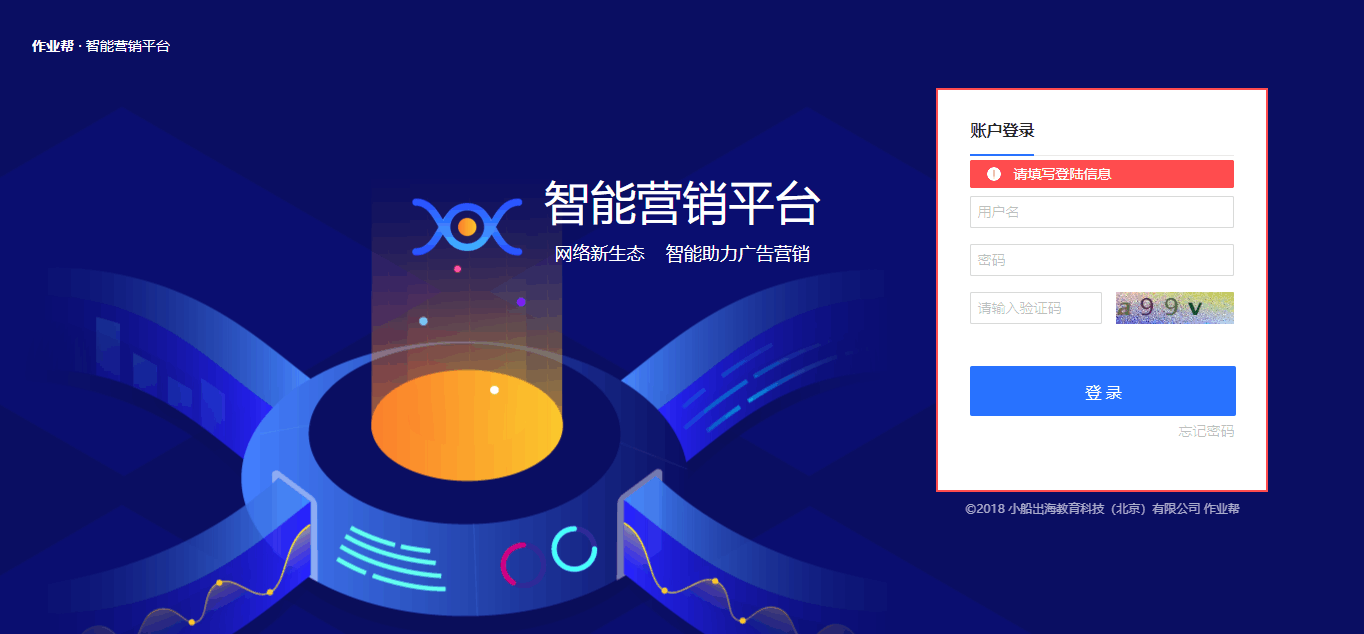 作业帮 · 智能营销平台
智能营销平台
网络新生态 智能助力广告营销
账户登录
请填写登陆信息
用户名
密码
请输入验证码
a99v
登 录
忘记密码
©2018 小船出海教育科技（北京）有限公司 作业帮